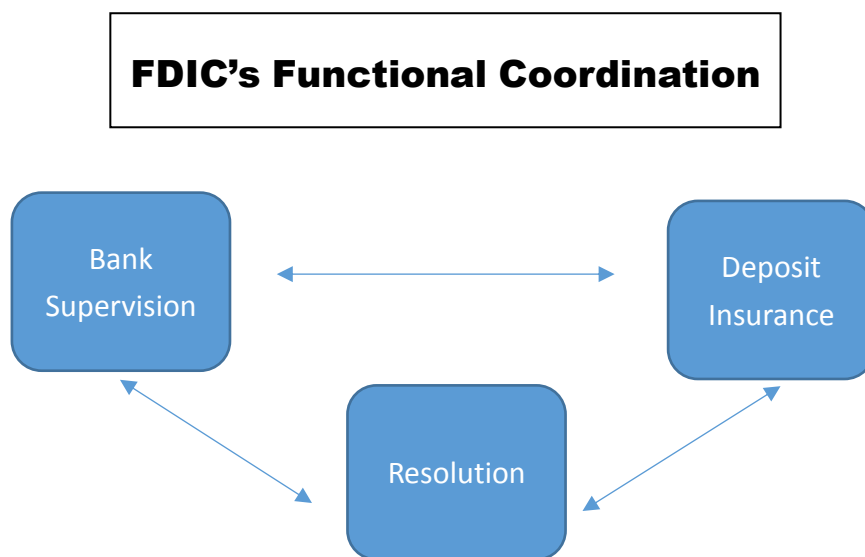 FDIC’s Functional Coordination
Bank
Supervision
Deposit
Insurance
Resolution